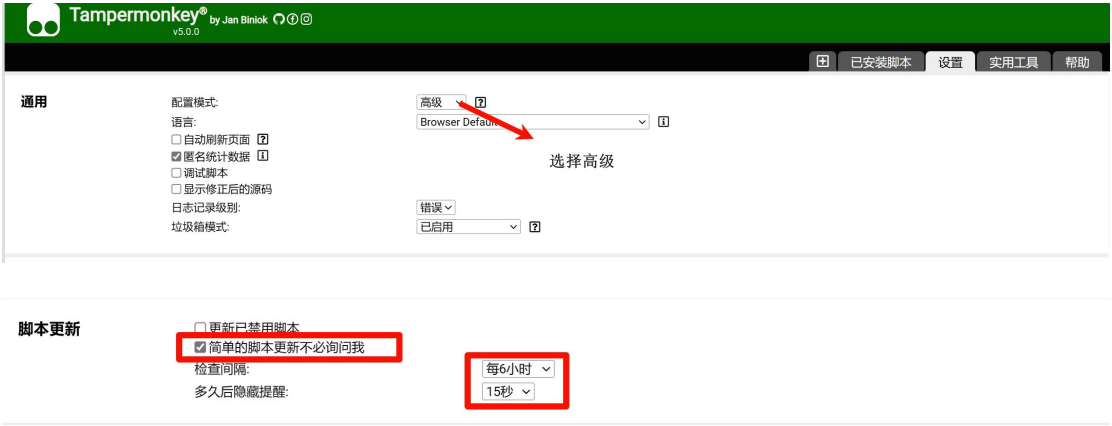 Tampermonkey® by Jan Biniok
v5.0.0
已安装脚本 设置 实用工具 帮助
通用
配置模式: 高级
语言: Browser Default
自动刷新页面
匿名统计数据
选择高级
调试脚本
显示修正后的源码
日志记录级别: 错误
垃圾箱模式: 已启用
脚本更新
更新已禁用脚本
简单的脚本更新不必询问我
检查间隔: 每6小时
多久后隐藏提醒: 15秒